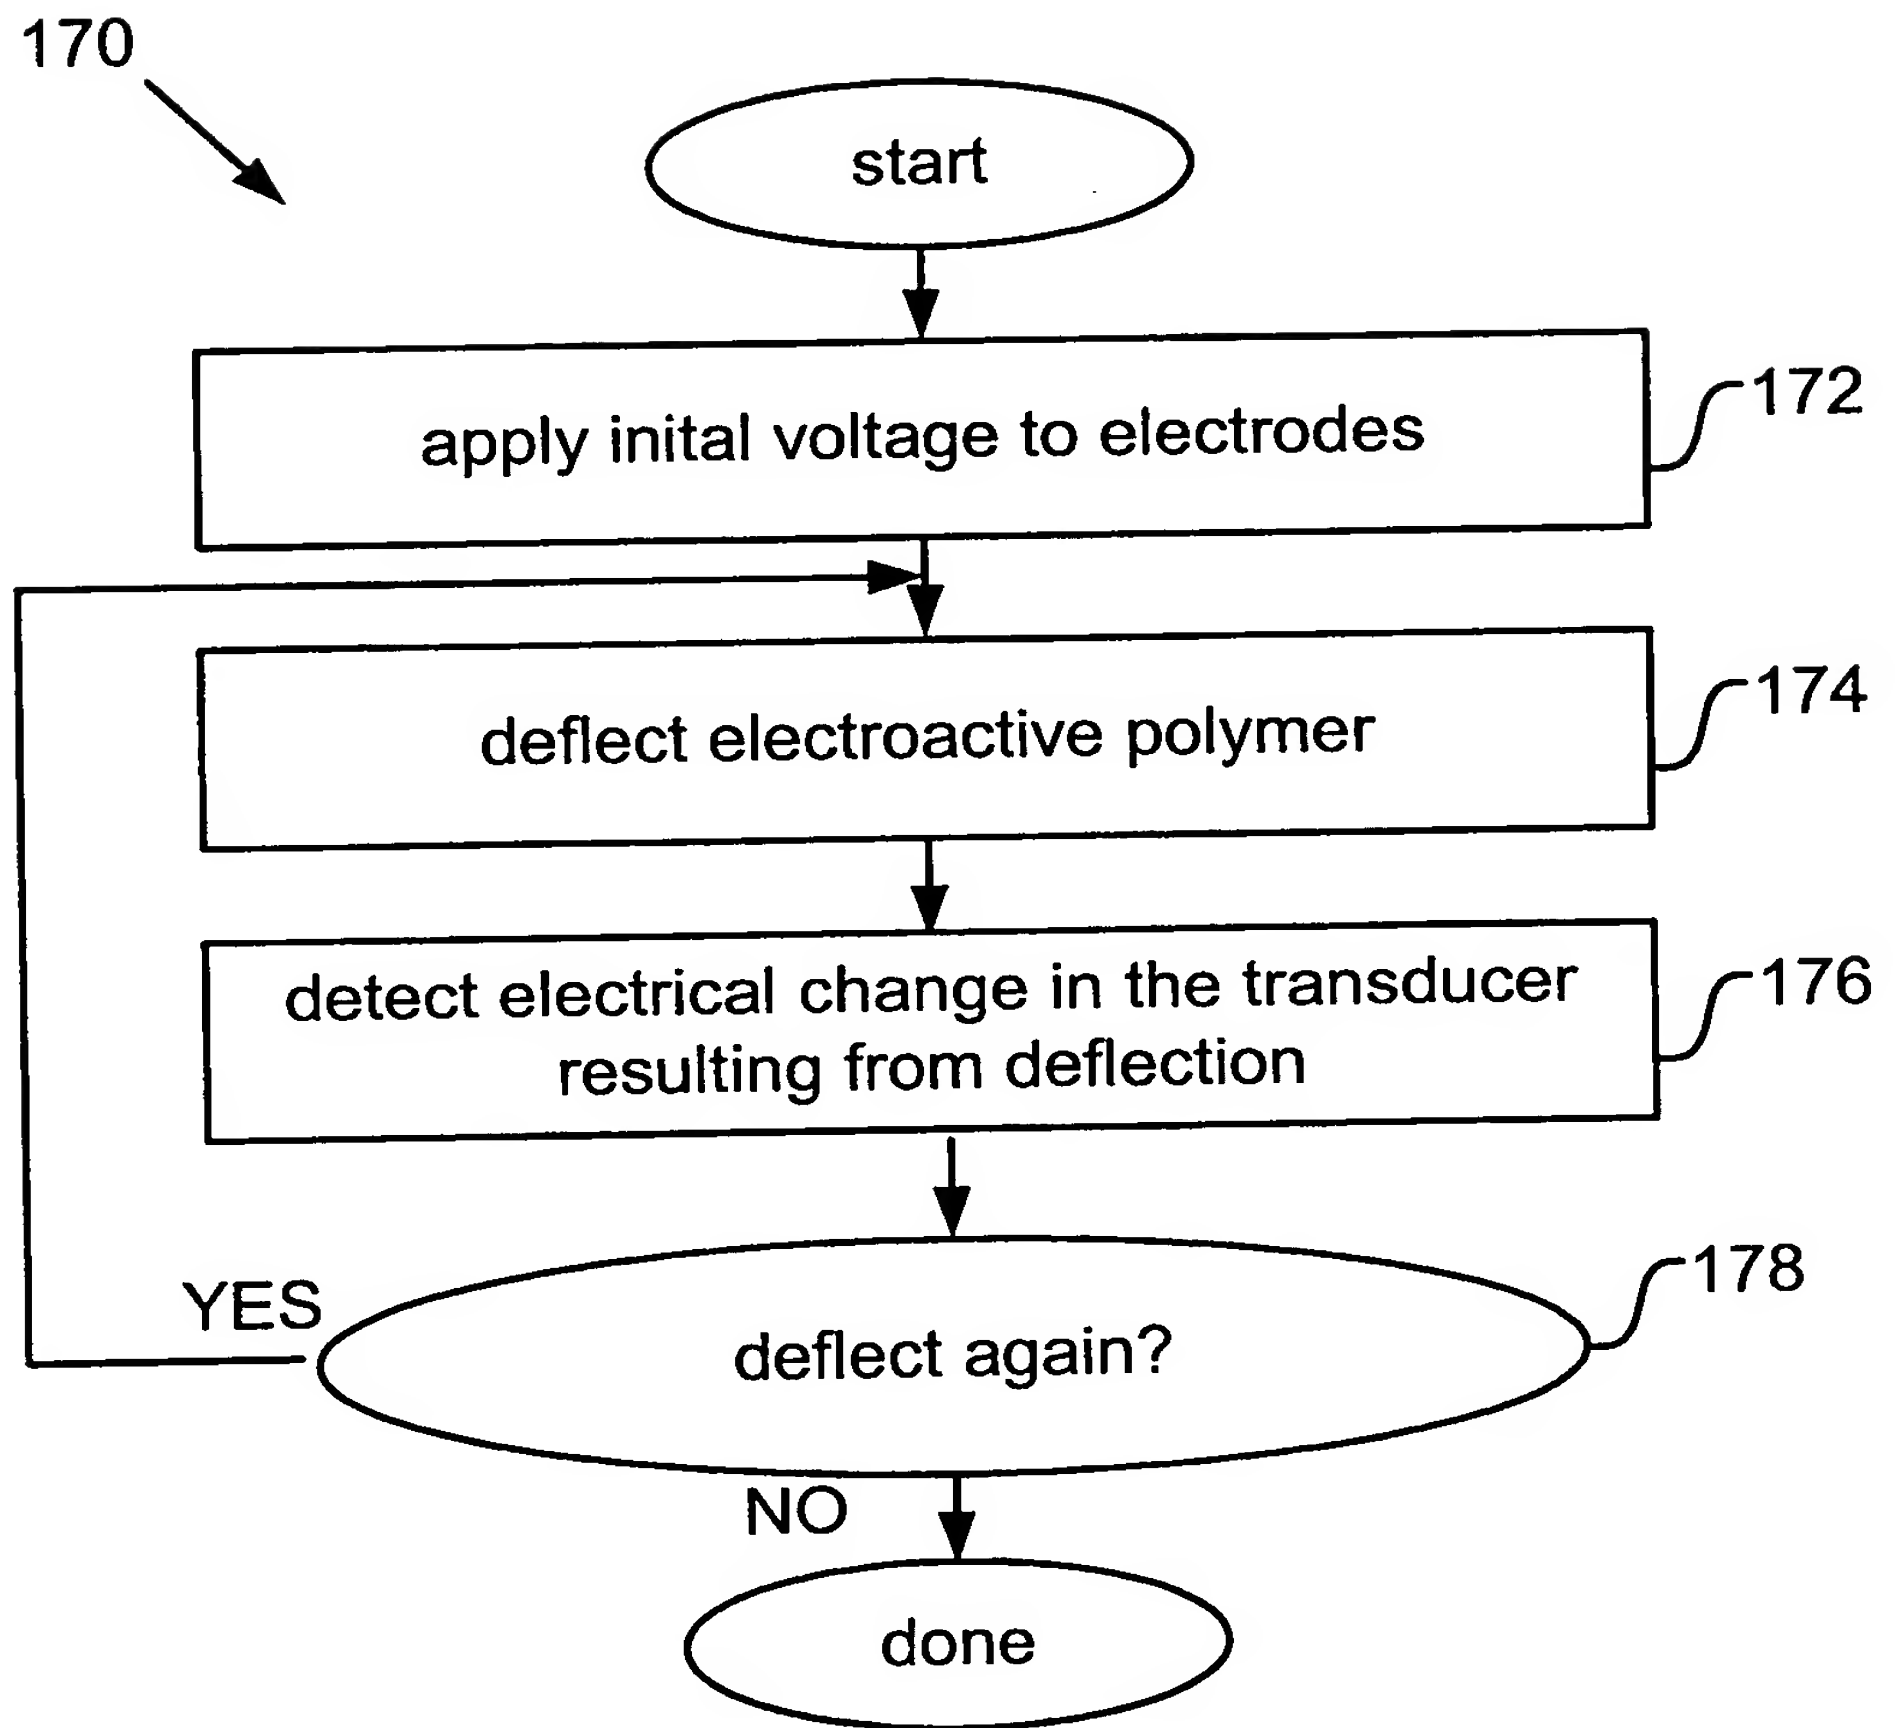 170
start
apply inital voltage to electrodes
172
deflect electroactive polymer
174
detect electrical change in the transducer
resulting from deflection
176
YES
deflect again?
178
NO
done